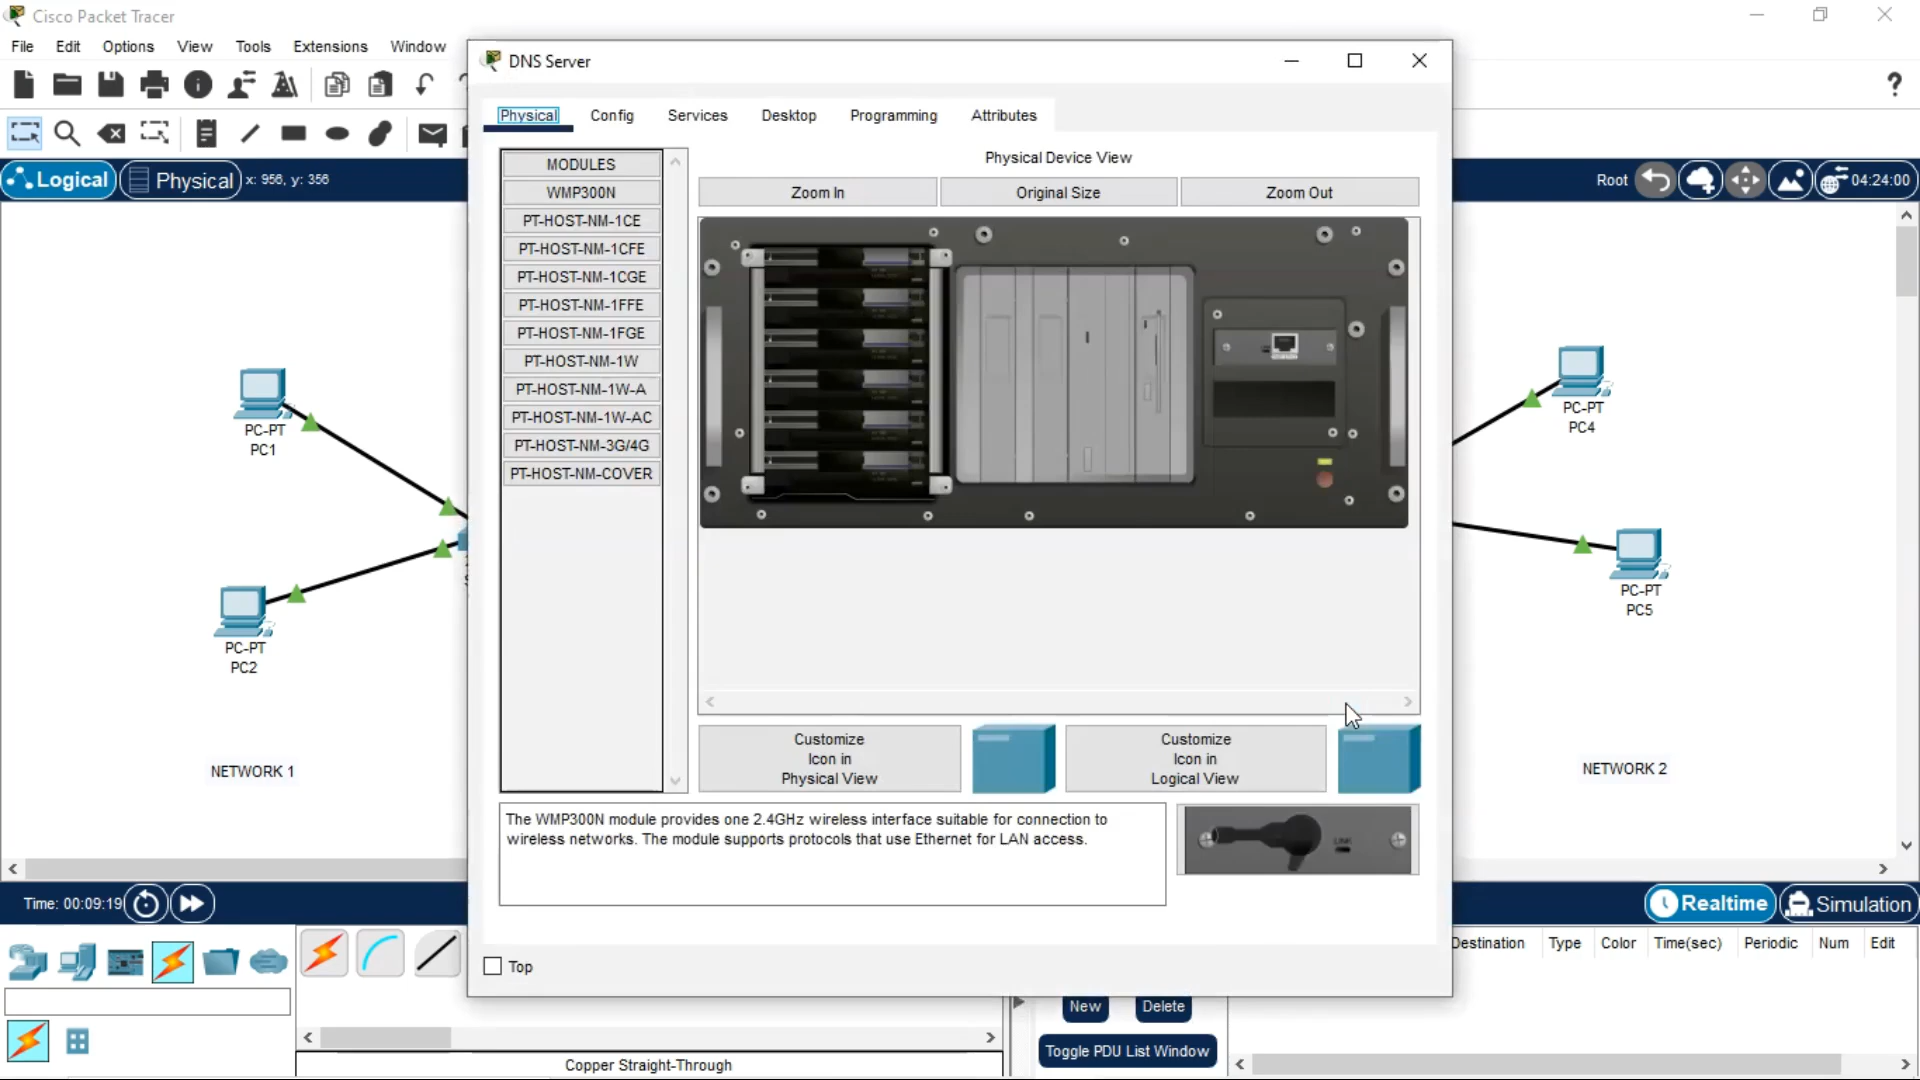 Cisco Packet Tracer
File Edit Options View Tools Extensions Window
DNS Server
Physical Config Services Desktop Programming Attributes
Logical Physical x: 956, y: 356
Root 04:24:00
MODULES
WMP300N
PT-HOST-NM-1CE
PT-HOST-NM-1CFE
PT-HOST-NM-1CGE
PT-HOST-NM-1FFE
PT-HOST-NM-1FGE
PT-HOST-NM-1W
PT-HOST-NM-1W-A
PT-HOST-NM-1W-AC
PT-HOST-NM-3G/4G
PT-HOST-NM-COVER
Physical Device View
Zoom In Original Size Zoom Out
PC-PT
PC1
PC-PT
PC2
NETWORK 1
PC-PT
PC4
PC-PT
PC5
NETWORK 2
Customize
Icon in
Physical View
Customize
Icon in
Logical View
The WMP300N module provides one 2.4GHz wireless interface suitable for connection to
wireless networks. The module supports protocols that use Ethernet for LAN access.
LINK
Top
Time: 00:09:19
Realtime Simulation
Destination Type Color Time(sec) Periodic Num Edit
New Delete
Toggle PDU List Window
Copper Straight-Through